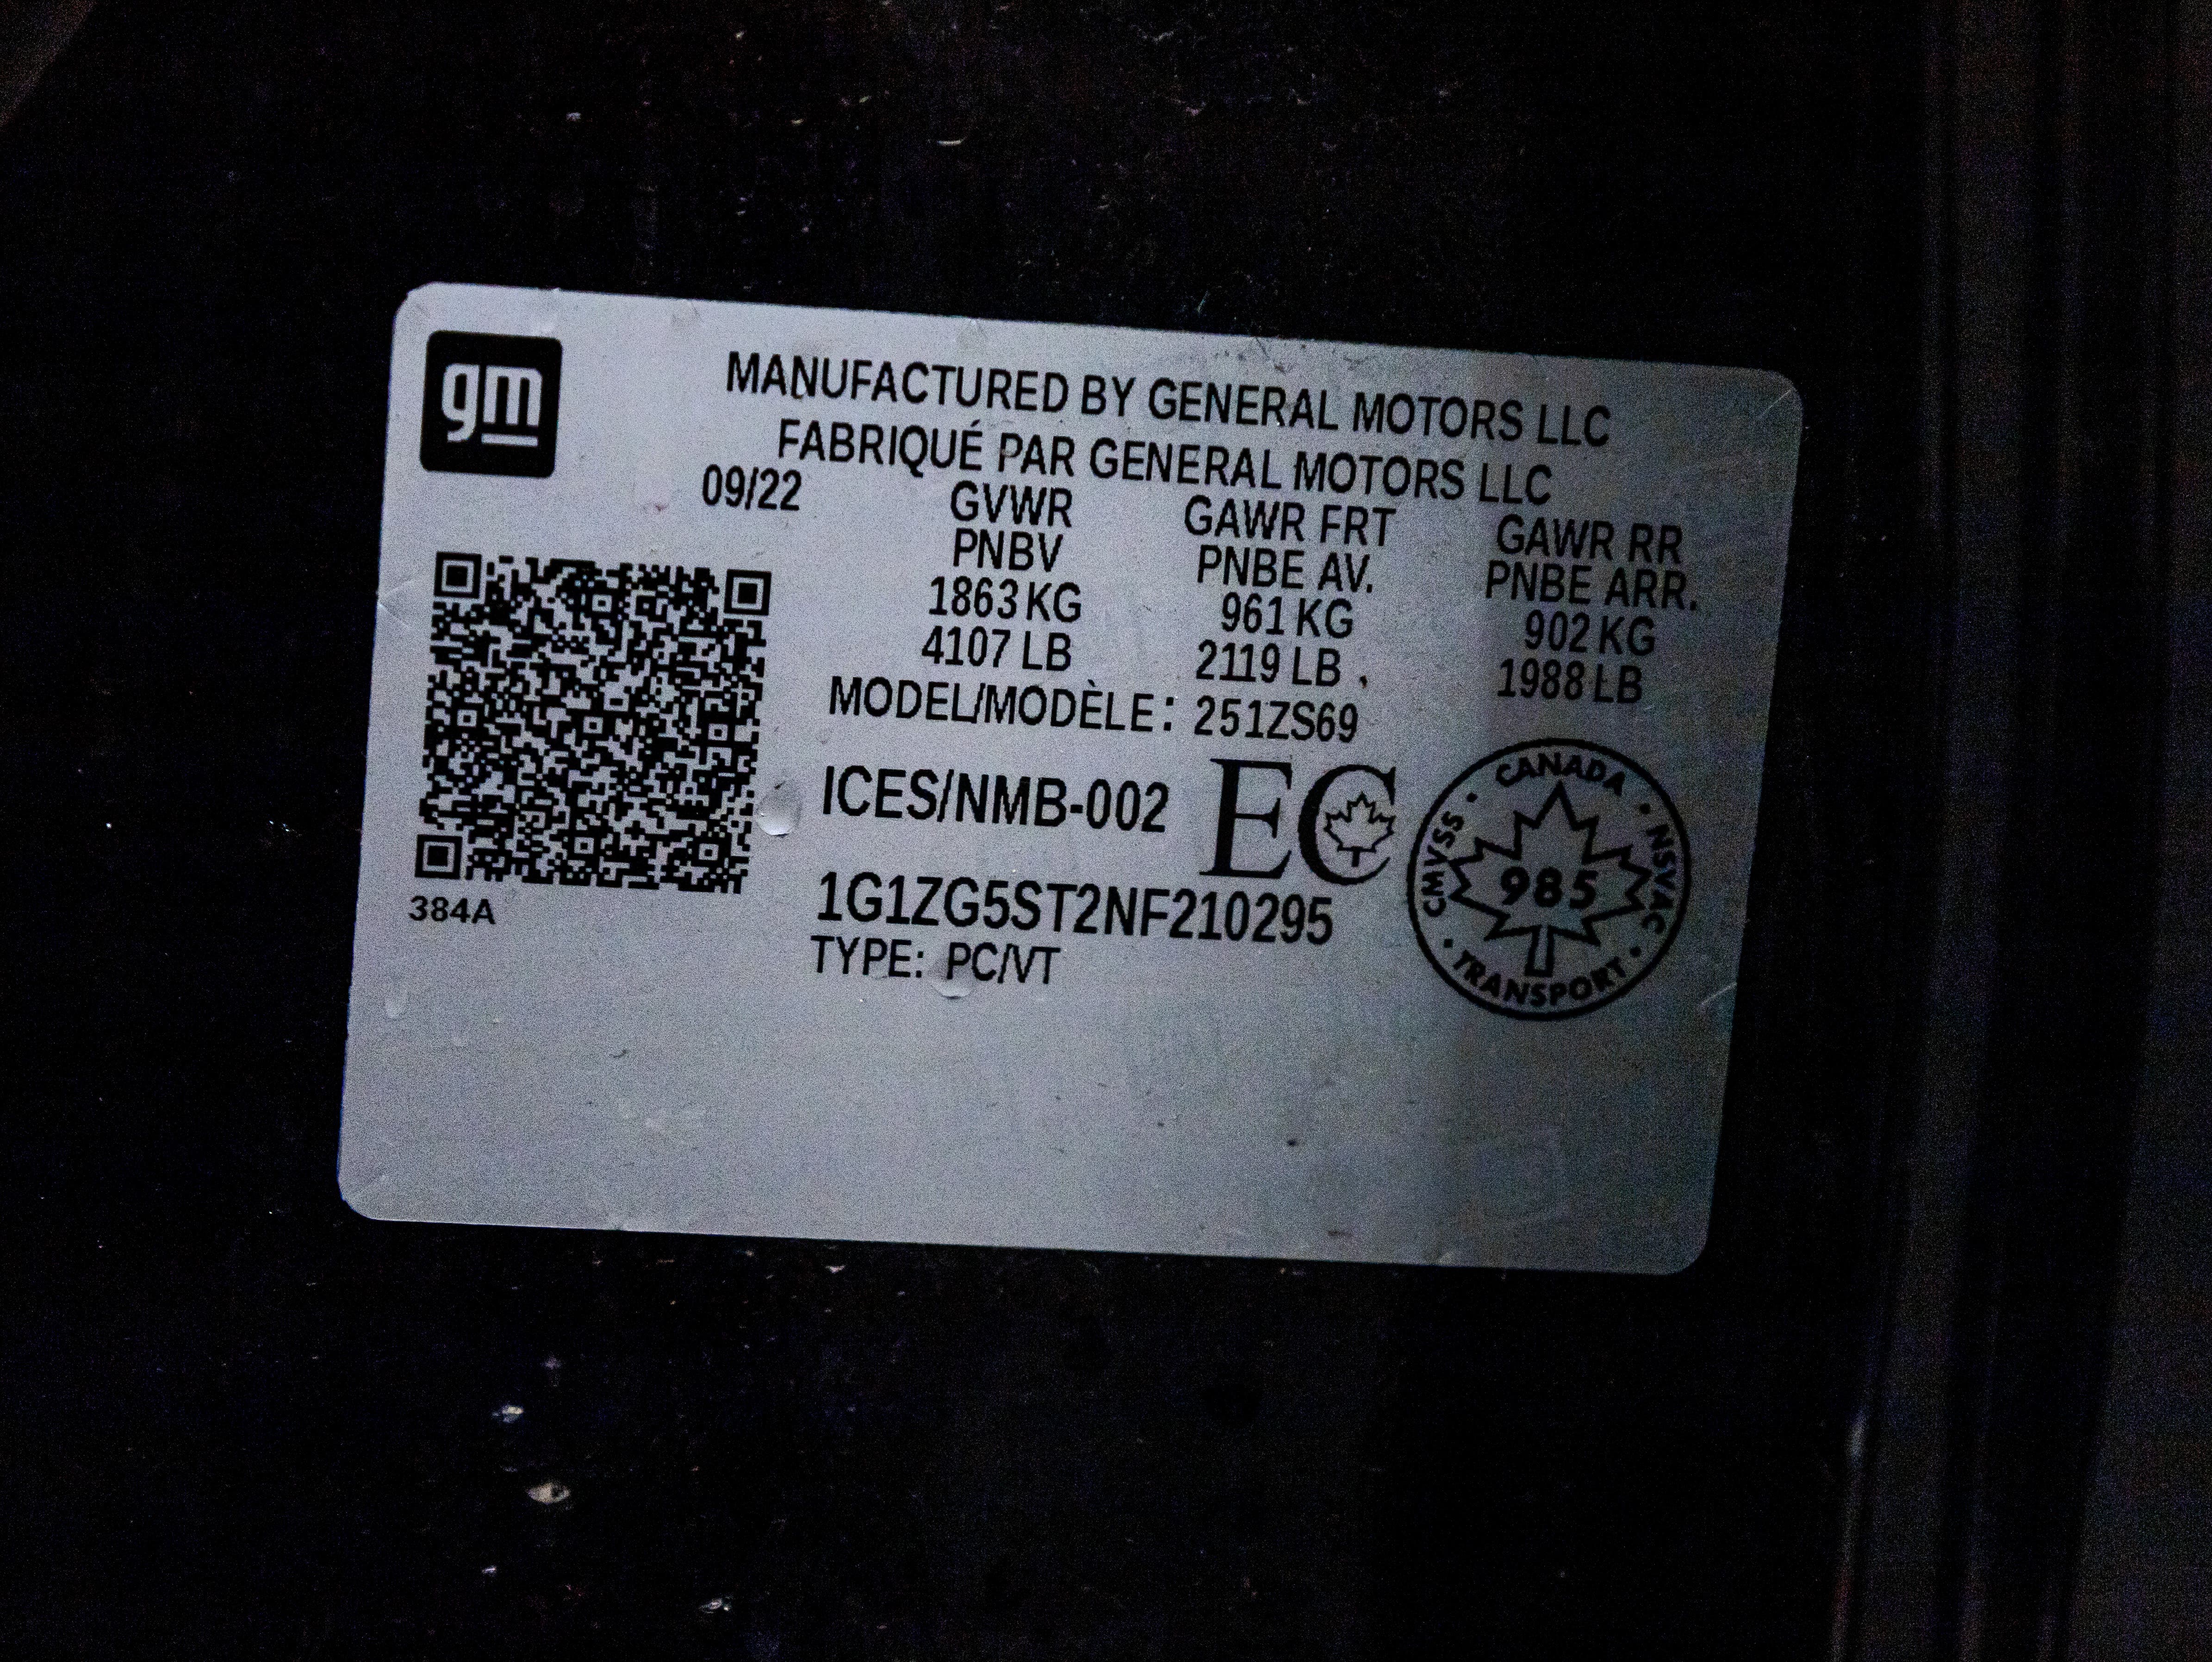 gm
MANUFACTURED BY GENERAL MOTORS LLC
FABRIQUÉ PAR GENERAL MOTORS LLC
09/22 GVWR GAWR FRT GAWR RR
PNBV PNBE AV. PNBE ARR.
1863 KG 961 KG 902 KG
4107 LB 2119 LB 1988 LB
MODEL/MODÈLE: 251ZS69
ICES/NMB-002 EC
CANADA · NSVAC · TRANSPORT · CMVSS ·
985
1G1ZG5ST2NF210295
384A
TYPE: PC/VT